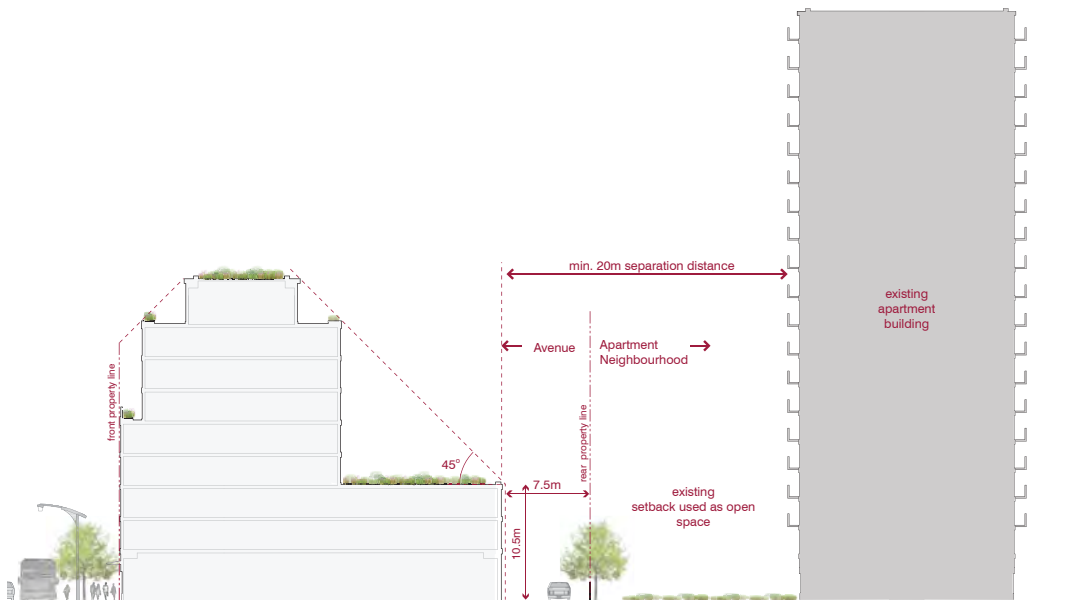 min. 20m separation distance
existing
apartment
building
Avenue
Apartment
Neighbourhood
front property line
rear property line
45°
7.5m
existing
setback used as open
space
10.5m